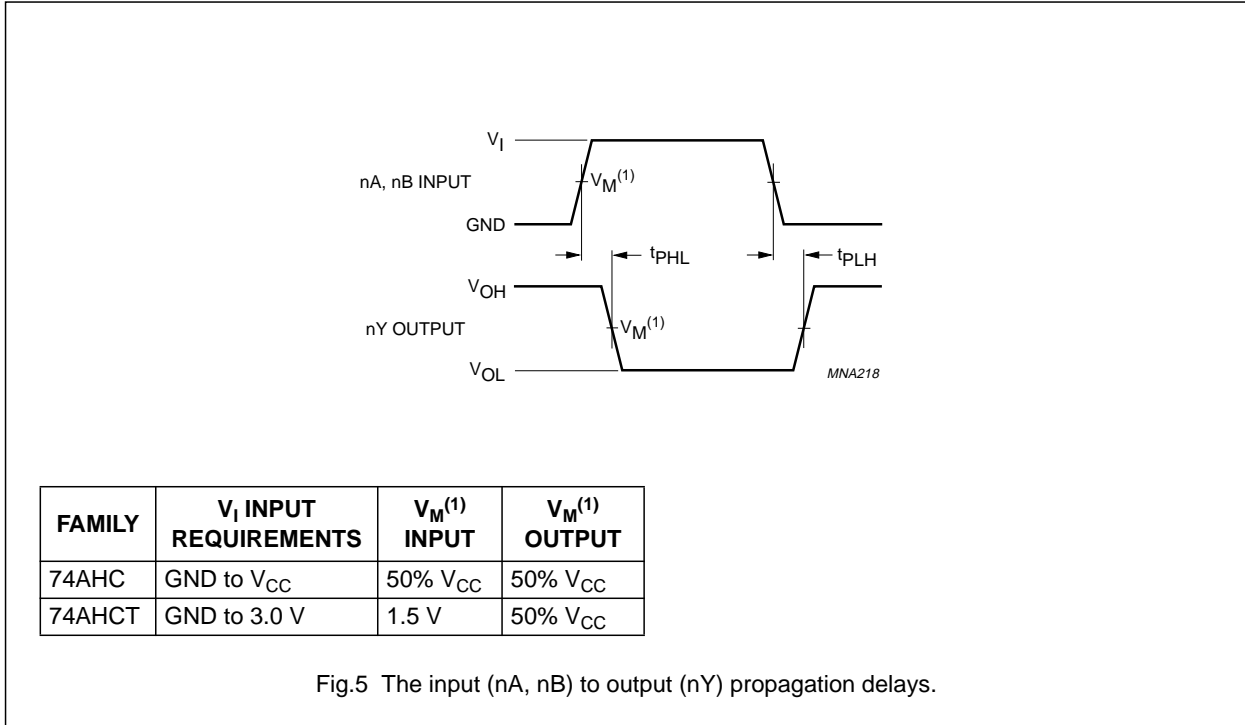 V_I
nA, nB INPUT
V_M^(1)
GND
t_PHL
t_PLH
V_OH
nY OUTPUT
V_M^(1)
V_OL
MNA218
FAMILY V_I INPUT REQUIREMENTS V_M^(1) INPUT V_M^(1) OUTPUT
74AHC GND to V_CC 50% V_CC 50% V_CC
74AHCT GND to 3.0 V 1.5 V 50% V_CC
Fig.5 The input (nA, nB) to output (nY) propagation delays.